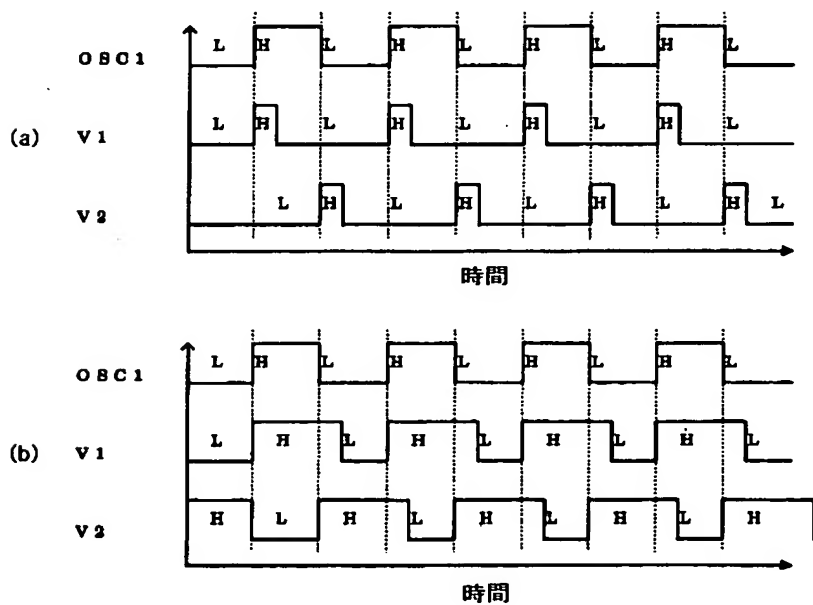 OSC1 L H L H L H L H L
(a) V1 L H L H L H L H L
V2 L H L H L H L H L
時間
OSC1 L H L H L H L H L
(b) V1 L H L H L H L H L
V2 H L H L H L H L H
時間